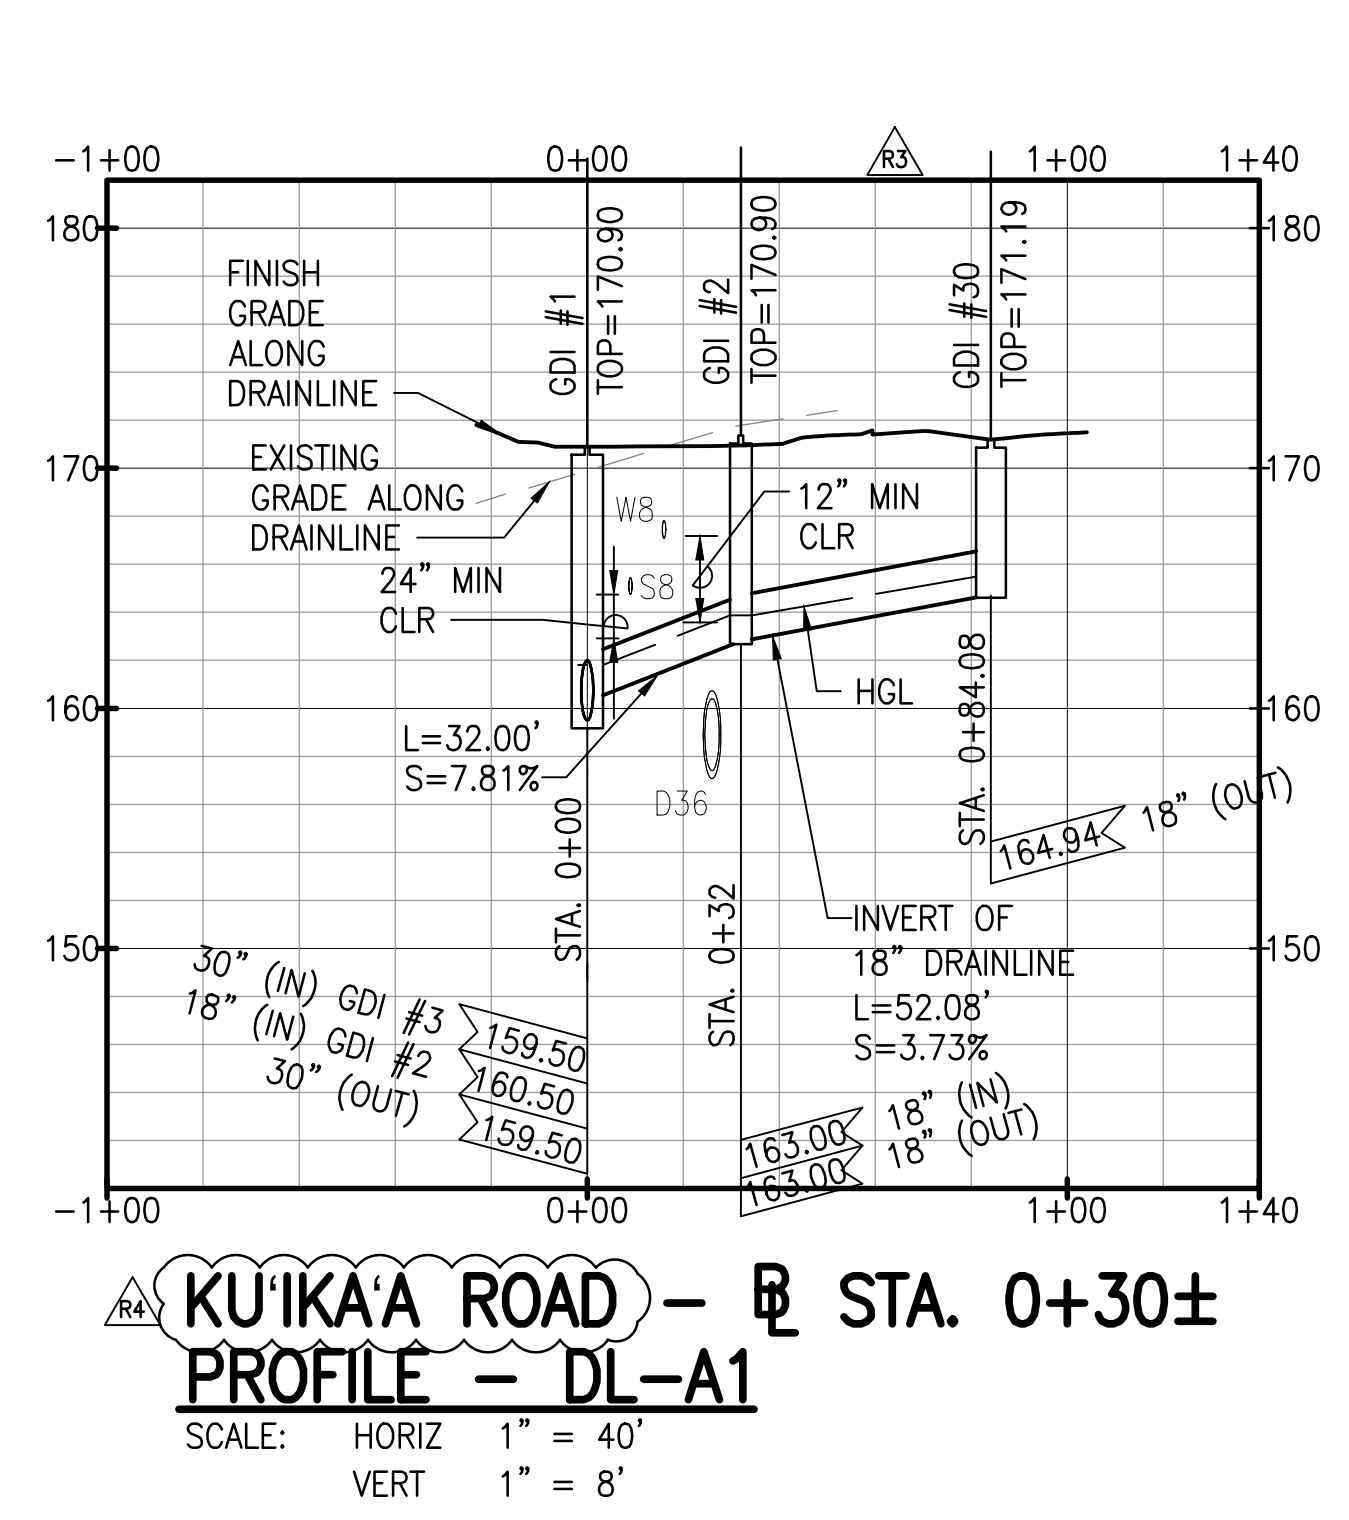 R3
-1+00
0+00
1+00
1+40
180
180
FINISH
GRADE
ALONG
DRAINLINE
GDI #1
TOP=170.90
GDI #2
TOP=170.90
GDI #30
TOP=171.19
EXISTING
GRADE ALONG
DRAINLINE
170
170
W8
12” MIN
CLR
24” MIN
CLR
S8
HGL
160
160
L=32.00’
S=7.81%
D36
STA. 0+00
STA. 0+32
STA. 0+84.08
164.94
18” (OUT)
INVERT OF
18” DRAINLINE
L=52.08’
S=3.73%
150
150
30” (IN) GDI #3
159.50
18” (IN) GDI #2
160.50
30” (OUT)
159.50
163.00
18” (IN)
163.00
18” (OUT)
-1+00
0+00
1+00
1+40
R4
KU‘IKA‘A ROAD - BL STA. 0+30±
PROFILE - DL-A1
SCALE: HORIZ 1” = 40’
VERT 1” = 8’